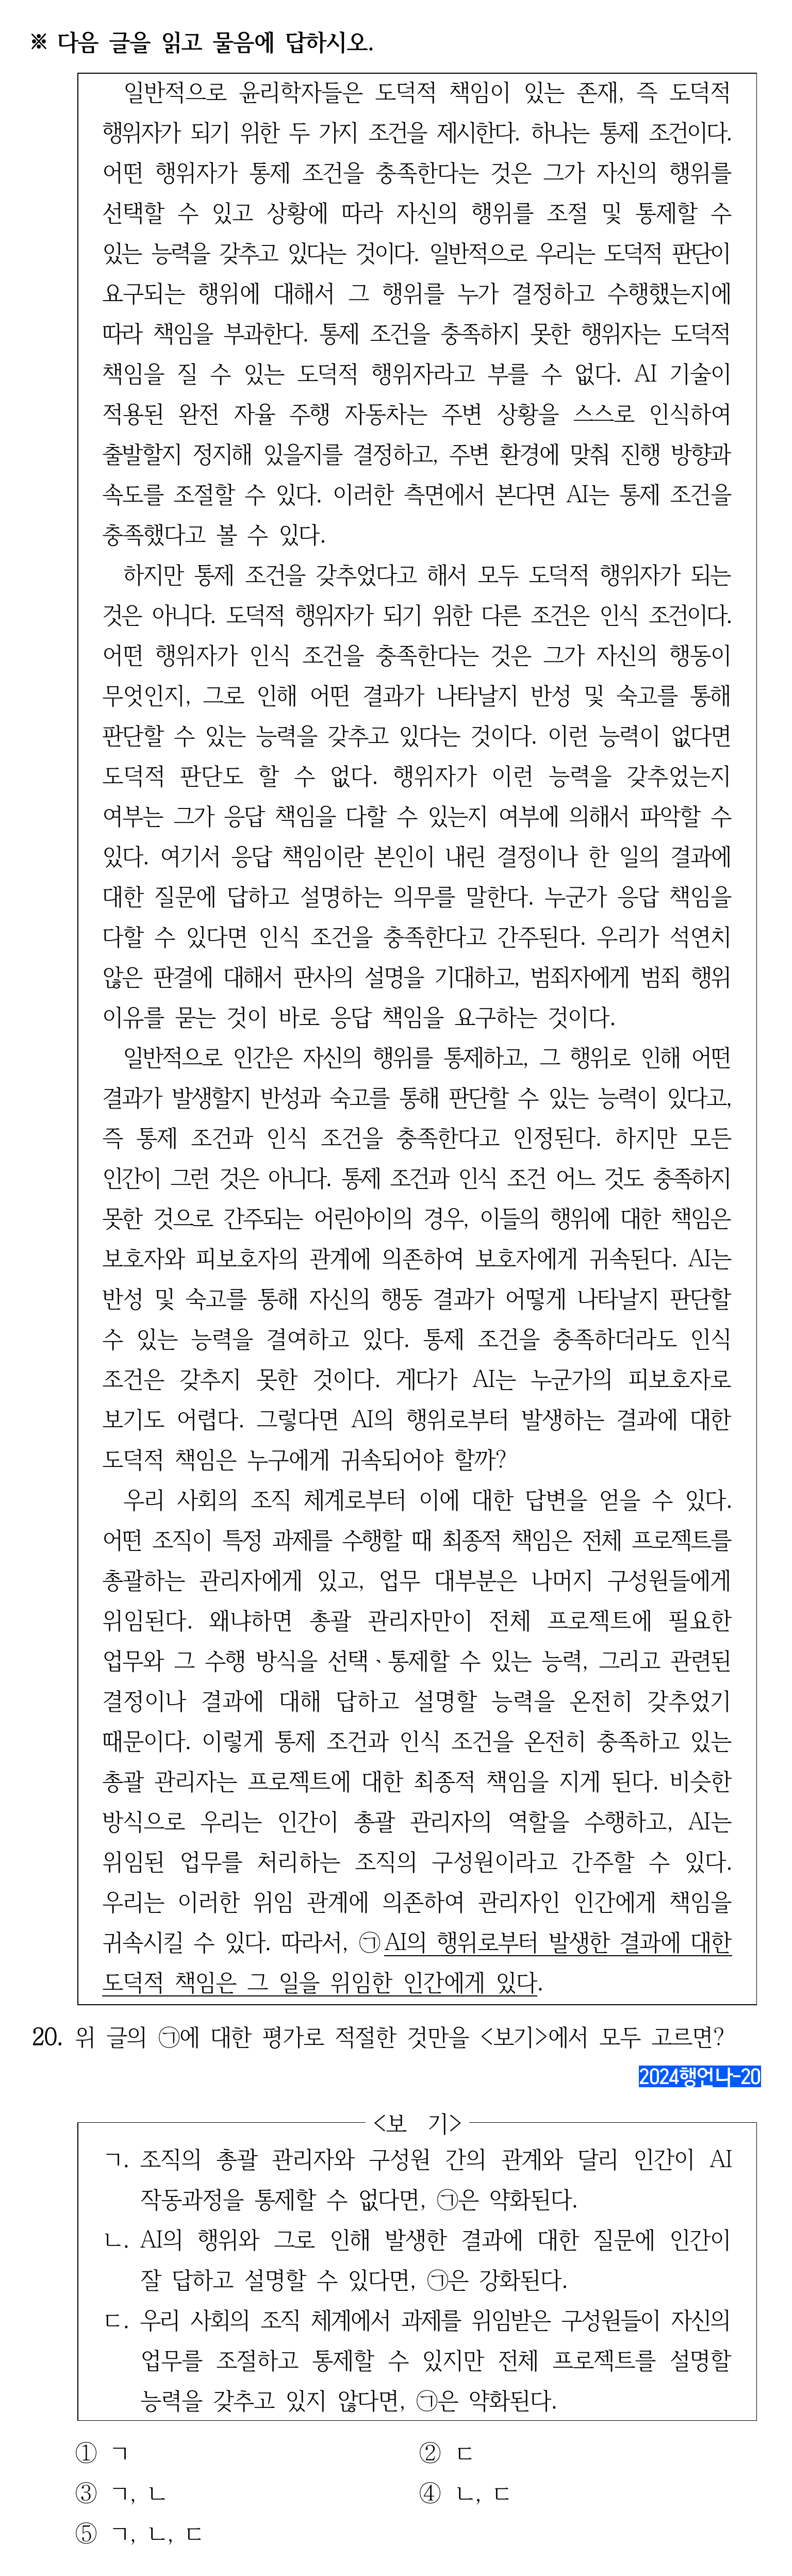 ※ 다음 글을 읽고 물음에 답하시오.
일반적으로 윤리학자들은 도덕적 책임이 있는 존재, 즉 도덕적
행위자가 되기 위한 두 가지 조건을 제시한다. 하나는 통제 조건이다.
어떤 행위자가 통제 조건을 충족한다는 것은 그가 자신의 행위를
선택할 수 있고 상황에 따라 자신의 행위를 조절 및 통제할 수
있는 능력을 갖추고 있다는 것이다. 일반적으로 우리는 도덕적 판단이
요구되는 행위에 대해서 그 행위를 누가 결정하고 수행했는지에
따라 책임을 부과한다. 통제 조건을 충족하지 못한 행위자는 도덕적
책임을 질 수 있는 도덕적 행위자라고 부를 수 없다. AI 기술이
적용된 완전 자율 주행 자동차는 주변 상황을 스스로 인식하여
출발할지 정지해 있을지를 결정하고, 주변 환경에 맞춰 진행 방향과
속도를 조절할 수 있다. 이러한 측면에서 본다면 AI는 통제 조건을
충족했다고 볼 수 있다.
하지만 통제 조건을 갖추었다고 해서 모두 도덕적 행위자가 되는
것은 아니다. 도덕적 행위자가 되기 위한 다른 조건은 인식 조건이다.
어떤 행위자가 인식 조건을 충족한다는 것은 그가 자신의 행동이
무엇인지, 그로 인해 어떤 결과가 나타날지 반성 및 숙고를 통해
판단할 수 있는 능력을 갖추고 있다는 것이다. 이런 능력이 없다면
도덕적 판단도 할 수 없다. 행위자가 이런 능력을 갖추었는지
여부는 그가 응답 책임을 다할 수 있는지 여부에 의해서 파악할 수
있다. 여기서 응답 책임이란 본인이 내린 결정이나 한 일의 결과에
대한 질문에 답하고 설명하는 의무를 말한다. 누군가 응답 책임을
다할 수 있다면 인식 조건을 충족한다고 간주된다. 우리가 석연치
않은 판결에 대해서 판사의 설명을 기대하고, 범죄자에게 범죄 행위
이유를 묻는 것이 바로 응답 책임을 요구하는 것이다.
일반적으로 인간은 자신의 행위를 통제하고, 그 행위로 인해 어떤
결과가 발생할지 반성과 숙고를 통해 판단할 수 있는 능력이 있다고,
즉 통제 조건과 인식 조건을 충족한다고 인정된다. 하지만 모든
인간이 그런 것은 아니다. 통제 조건과 인식 조건 어느 것도 충족하지
못한 것으로 간주되는 어린아이의 경우, 이들의 행위에 대한 책임은
보호자와 피보호자의 관계에 의존하여 보호자에게 귀속된다. AI는
반성 및 숙고를 통해 자신의 행동 결과가 어떻게 나타날지 판단할
수 있는 능력을 결여하고 있다. 통제 조건을 충족하더라도 인식
조건은 갖추지 못한 것이다. 게다가 AI는 누군가의 피보호자로
보기도 어렵다. 그렇다면 AI의 행위로부터 발생하는 결과에 대한
도덕적 책임은 누구에게 귀속되어야 할까?
우리 사회의 조직 체계로부터 이에 대한 답변을 얻을 수 있다.
어떤 조직이 특정 과제를 수행할 때 최종적 책임은 전체 프로젝트를
총괄하는 관리자에게 있고, 업무 대부분은 나머지 구성원들에게
위임된다. 왜냐하면 총괄 관리자만이 전체 프로젝트에 필요한
업무와 그 수행 방식을 선택ㆍ통제할 수 있는 능력, 그리고 관련된
결정이나 결과에 대해 답하고 설명할 능력을 온전히 갖추었기
때문이다. 이렇게 통제 조건과 인식 조건을 온전히 충족하고 있는
총괄 관리자는 프로젝트에 대한 최종적 책임을 지게 된다. 비슷한
방식으로 우리는 인간이 총괄 관리자의 역할을 수행하고, AI는
위임된 업무를 처리하는 조직의 구성원이라고 간주할 수 있다.
우리는 이러한 위임 관계에 의존하여 관리자인 인간에게 책임을
귀속시킬 수 있다. 따라서, ㉠AI의 행위로부터 발생한 결과에 대한
도덕적 책임은 그 일을 위임한 인간에게 있다.
20. 위 글의 ㉠에 대한 평가로 적절한 것만을 <보기>에서 모두 고르면?
2024행언나-20
<보 기>
ㄱ. 조직의 총괄 관리자와 구성원 간의 관계와 달리 인간이 AI
작동과정을 통제할 수 없다면, ㉠은 약화된다.
ㄴ. AI의 행위와 그로 인해 발생한 결과에 대한 질문에 인간이
잘 답하고 설명할 수 있다면, ㉠은 강화된다.
ㄷ. 우리 사회의 조직 체계에서 과제를 위임받은 구성원들이 자신의
업무를 조절하고 통제할 수 있지만 전체 프로젝트를 설명할
능력을 갖추고 있지 않다면, ㉠은 약화된다.
① ㄱ ② ㄷ
③ ㄱ, ㄴ ④ ㄴ, ㄷ
⑤ ㄱ, ㄴ, ㄷ